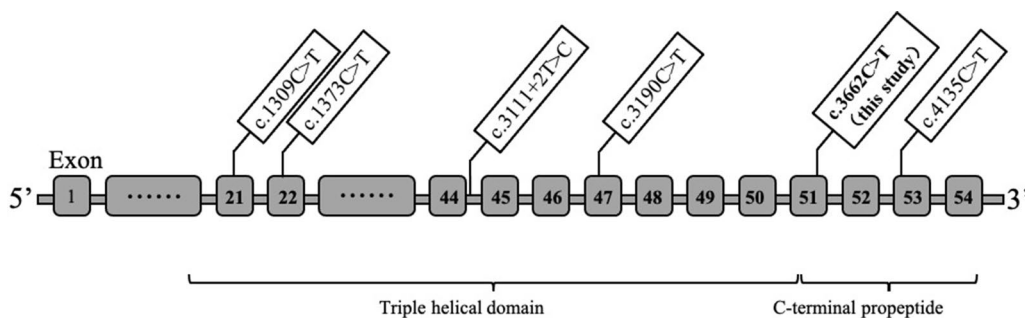 c.1309C>T
c.1373C>T
c.3111+2T>C
c.3190C>T
c.3662C>T
(this study)
c.4135C>T
Exon
5’ 1 ······ 21 22 ······ 44 45 46 47 48 49 50 51 52 53 54 3’
Triple helical domain C-terminal propeptide